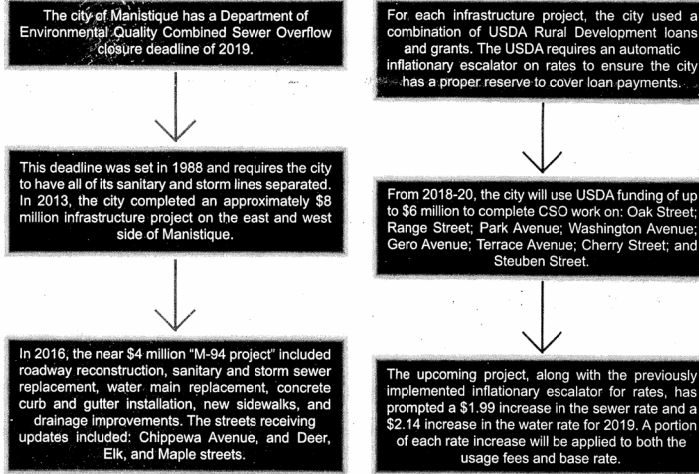 The city of Manistique has a Department of
Environmental Quality Combined Sewer Overflow
closure deadline of 2019.
This deadline was set in 1988 and requires the city
to have all of its sanitary and storm lines separated.
In 2013, the city completed an approximately $8
million infrastructure project on the east and west
side of Manistique.
In 2016, the near $4 million "M-94 project" included
roadway reconstruction, sanitary and storm sewer
replacement, water main replacement, concrete
curb and gutter installation, new sidewalks, and
drainage improvements. The streets receiving
updates included: Chippewa Avenue, and Deer,
Elk, and Maple streets.
For each infrastructure project, the city used a
combination of USDA Rural Development loans
and grants. The USDA requires an automatic
inflationary escalator on rates to ensure the city
has a proper reserve to cover loan payments.
From 2018-20, the city will use USDA funding of up
to $6 million to complete CSO work on: Oak Street;
Range Street; Park Avenue; Washington Avenue;
Gero Avenue; Terrace Avenue; Cherry Street; and
Steuben Street.
The upcoming project, along with the previously
implemented inflationary escalator for rates, has
prompted a $1.99 increase in the sewer rate and a
$2.14 increase in the water rate for 2019. A portion
of each rate increase will be applied to both the
usage fees and base rate.